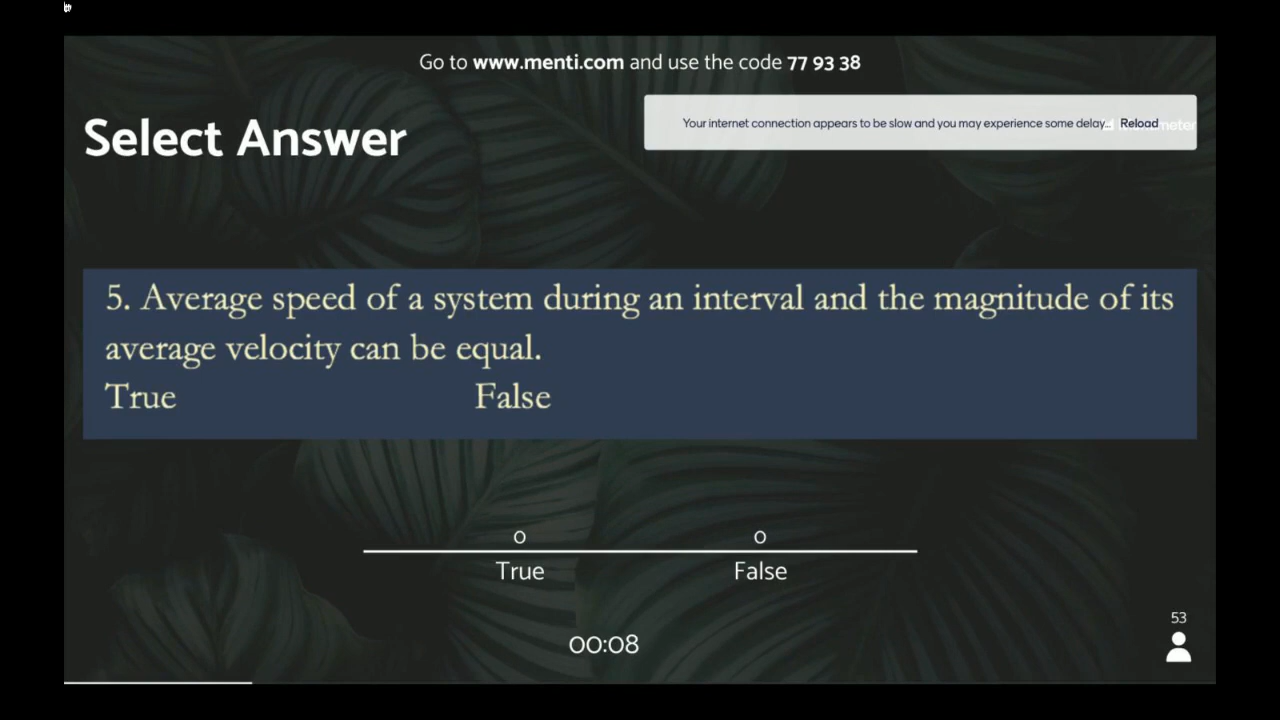 Go to www.menti.com and use the code 77 93 38
Select Answer
Your internet connection appears to be slow and you may experience some delay. Reload
5. Average speed of a system during an interval and the magnitude of its
average velocity can be equal.
True False
0 0
True False
00:08
53